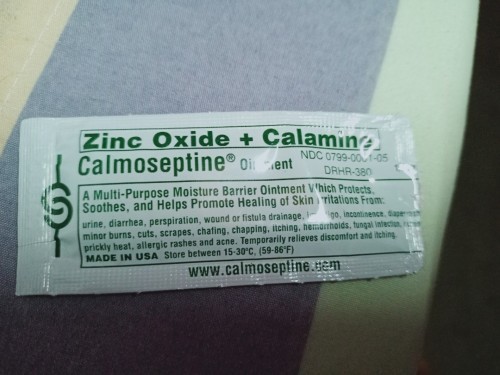 Zinc Oxide + Calamine
Calmoseptine® Ointment
NDC 0799-0001-05
DRHR-380
A Multi-Purpose Moisture Barrier Ointment Which Protects,
Soothes, and Helps Promote Healing of Skin Irritations From:
urine, diarrhea, perspiration, wound or fistula drainage, incontinence,
minor burns, cuts, scrapes, chafing, chapping, itching, hemorrhoids, fungal infection,
prickly heat, allergic rashes and acne. Temporarily relieves discomfort and itching.
MADE IN USA Store between 15-30°C, (59-86°F)
www.calmoseptine.com